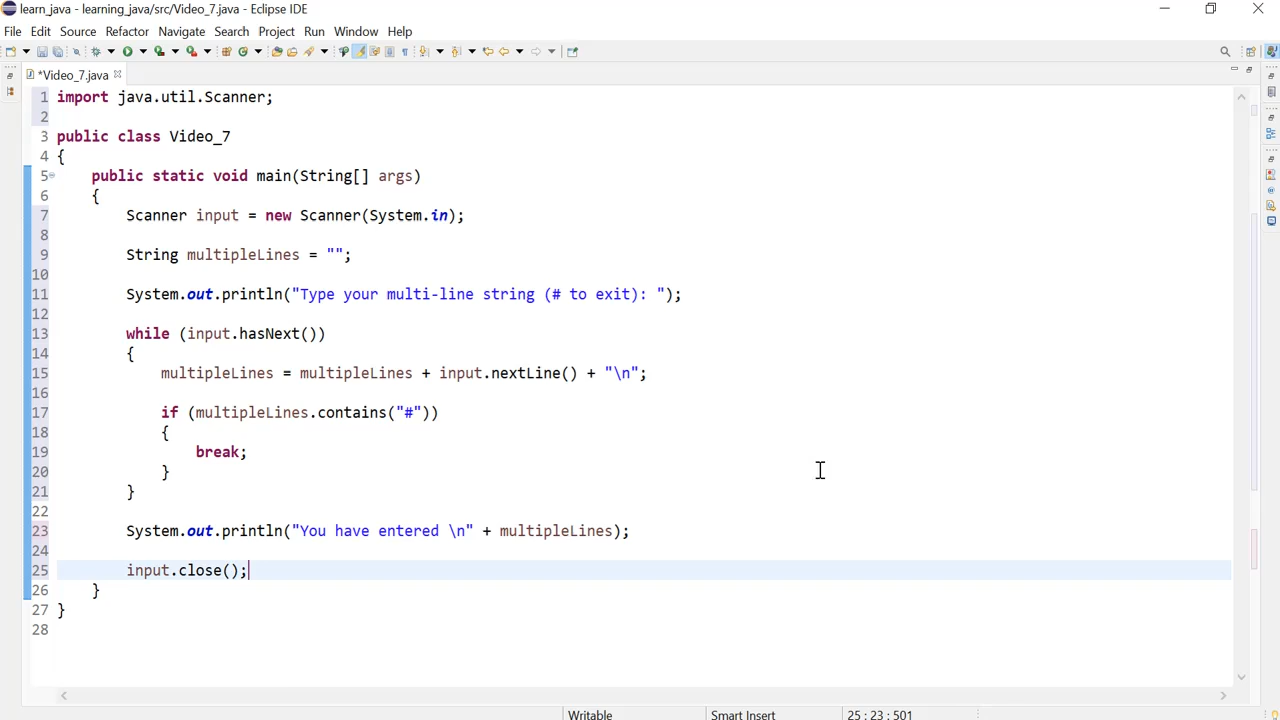 learn_java - learning_java/src/Video_7.java - Eclipse IDE
File Edit Source Refactor Navigate Search Project Run Window Help
*Video_7.java
1 import java.util.Scanner;
2
3 public class Video_7
4 {
5 public static void main(String[] args)
6 {
7 Scanner input = new Scanner(System.in);
8
9 String multipleLines = "";
10
11 System.out.println("Type your multi-line string (# to exit): ");
12
13 while (input.hasNext())
14 {
15 multipleLines = multipleLines + input.nextLine() + "\n";
16
17 if (multipleLines.contains("#"))
18 {
19 break;
20 }
21 }
22
23 System.out.println("You have entered \n" + multipleLines);
24
25 input.close();
26 }
27 }
28
Writable Smart Insert 25 : 23 : 501